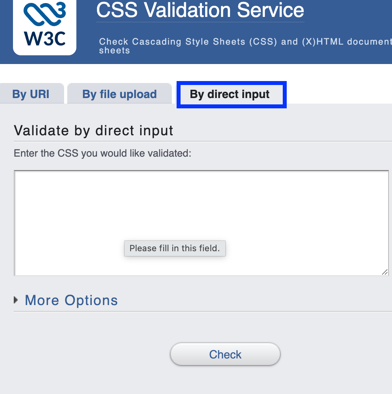 W3C
CSS Validation Service
Check Cascading Style Sheets (CSS) and (X)HTML document
sheets
By URI
By file upload
By direct input
Validate by direct input
Enter the CSS you would like validated:
Please fill in this field.
More Options
Check